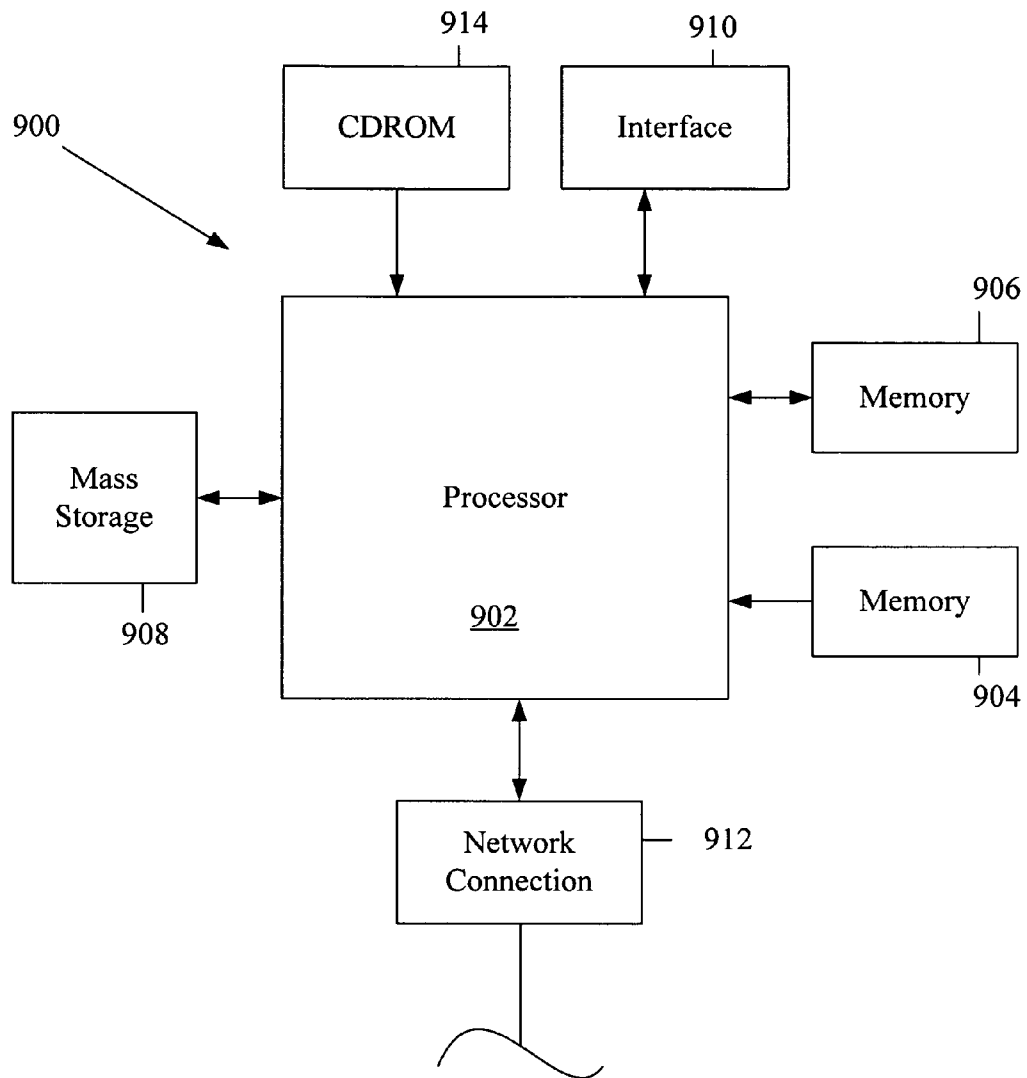 914
910
900
CDROM
Interface
906
Memory
Mass
Storage
Processor
908
902
Memory
904
Network
Connection
912